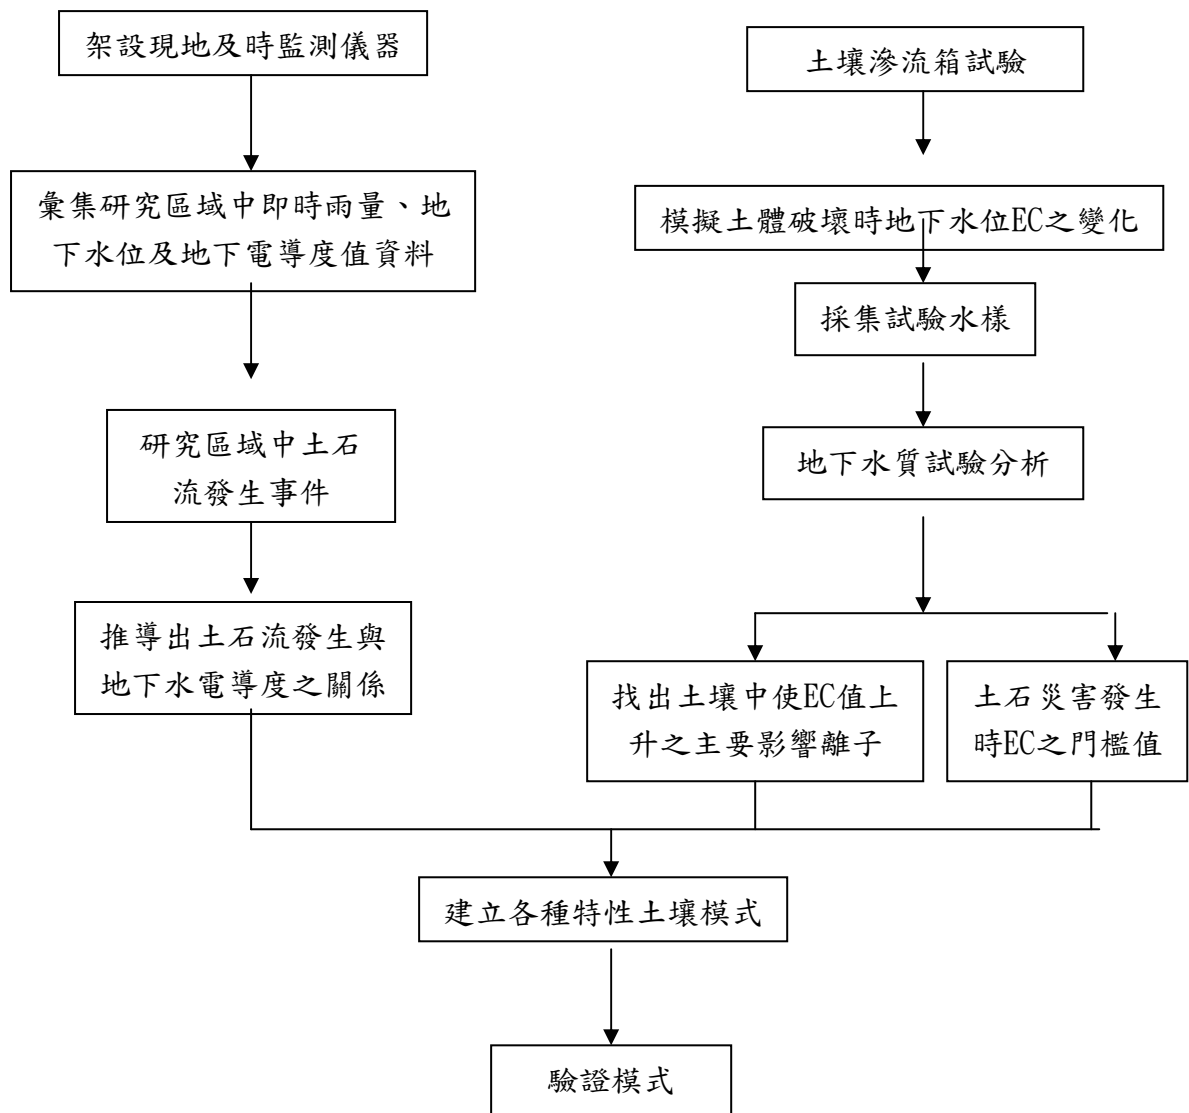 架設現地及時監測儀器
彙集研究區域中即時雨量、地
下水位及地下電導度值資料
研究區域中土石
流發生事件
推導出土石流發生與
地下水電導度之關係
土壤滲流箱試驗
模擬土體破壞時地下水位EC之變化
採集試驗水樣
地下水質試驗分析
找出土壤中使EC值上
升之主要影響離子
土石災害發生
時EC之門檻值
建立各種特性土壤模式
驗證模式